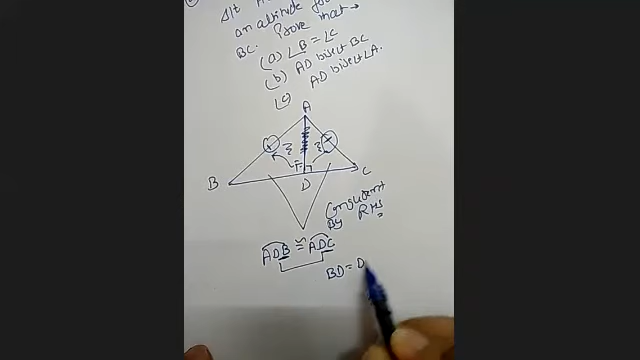 an altitude
BC. Prove that →
(a) ∠B = ∠C
(b) AD bisect BC
(c) AD bisect ∠A.
A
B
D
C
Congruent
By RHS
ADB ≅ ADC
BD = D